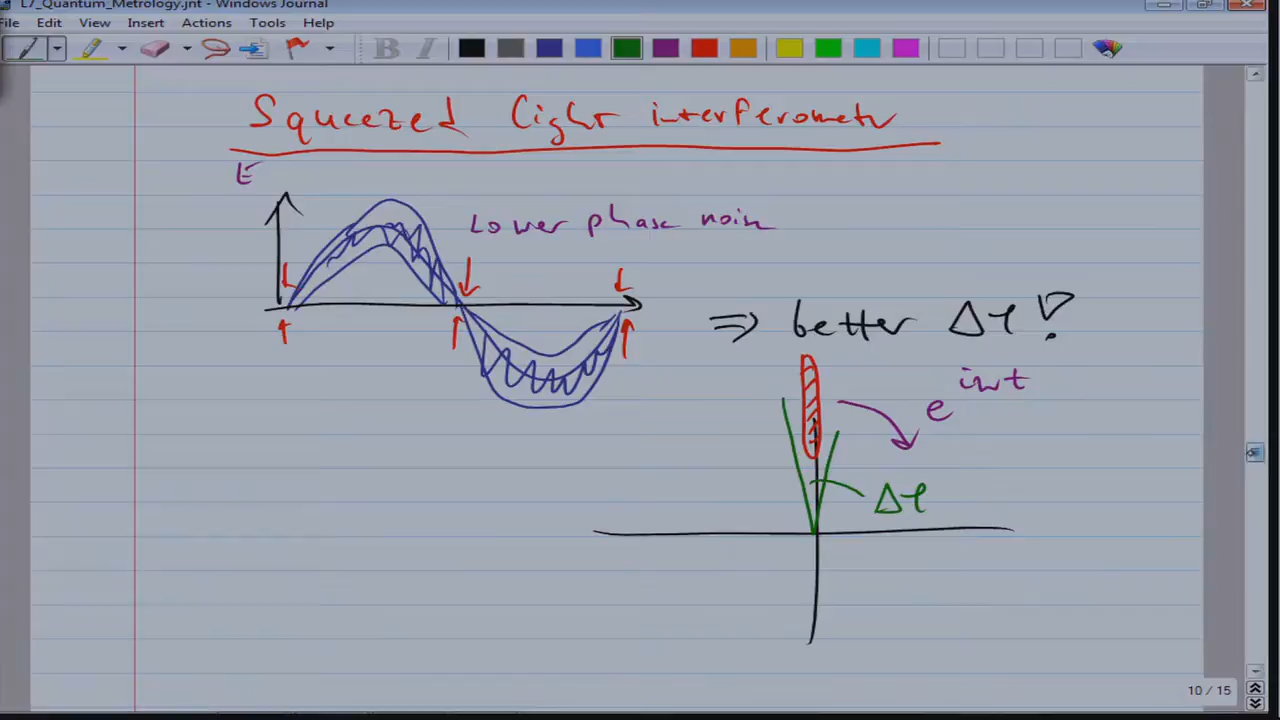 L7_Quantum_Metrology.jnt - Windows Journal
File Edit View Insert Actions Tools Help
B I
Squeezed light interferometr
E
Lower phase noise
⇒ better Δφ!
e^{iωt}
Δφ
10 / 15